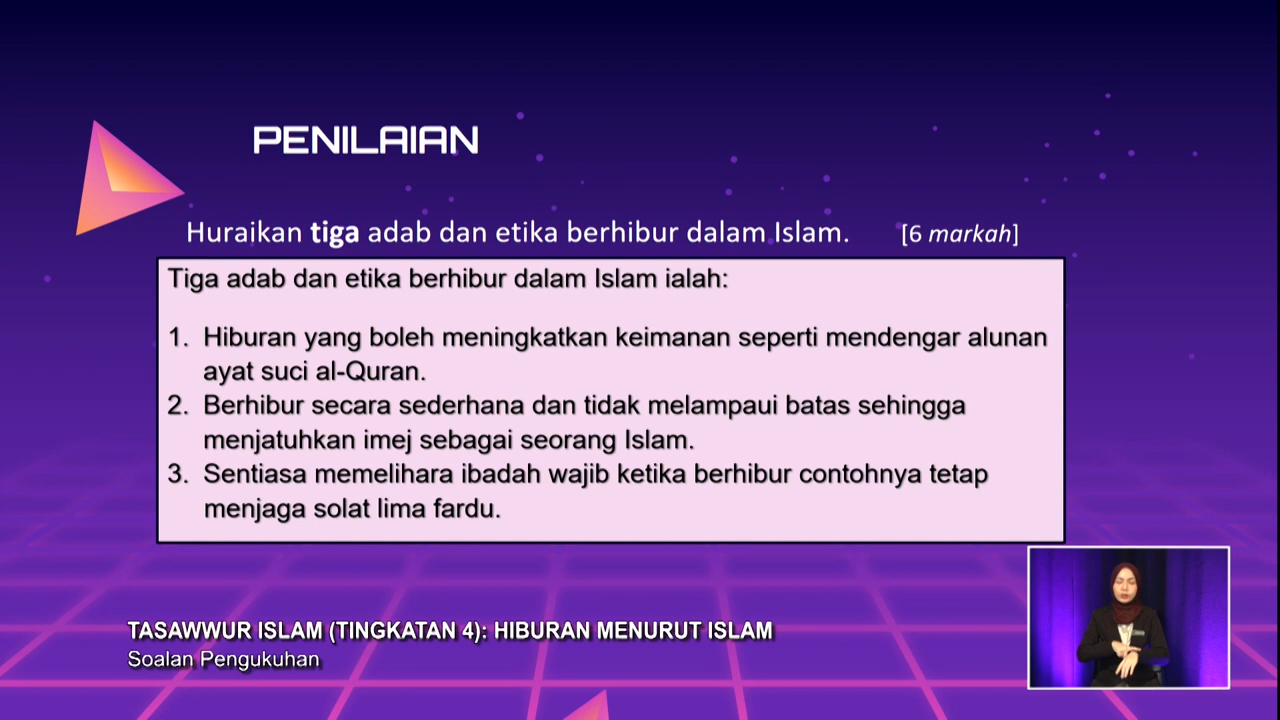 PENILAIAN
Huraikan tiga adab dan etika berhibur dalam Islam. [6 markah]
Tiga adab dan etika berhibur dalam Islam ialah:
1. Hiburan yang boleh meningkatkan keimanan seperti mendengar alunan
ayat suci al-Quran.
2. Berhibur secara sederhana dan tidak melampaui batas sehingga
menjatuhkan imej sebagai seorang Islam.
3. Sentiasa memelihara ibadah wajib ketika berhibur contohnya tetap
menjaga solat lima fardu.
TASAWWUR ISLAM (TINGKATAN 4): HIBURAN MENURUT ISLAM
Soalan Pengukuhan